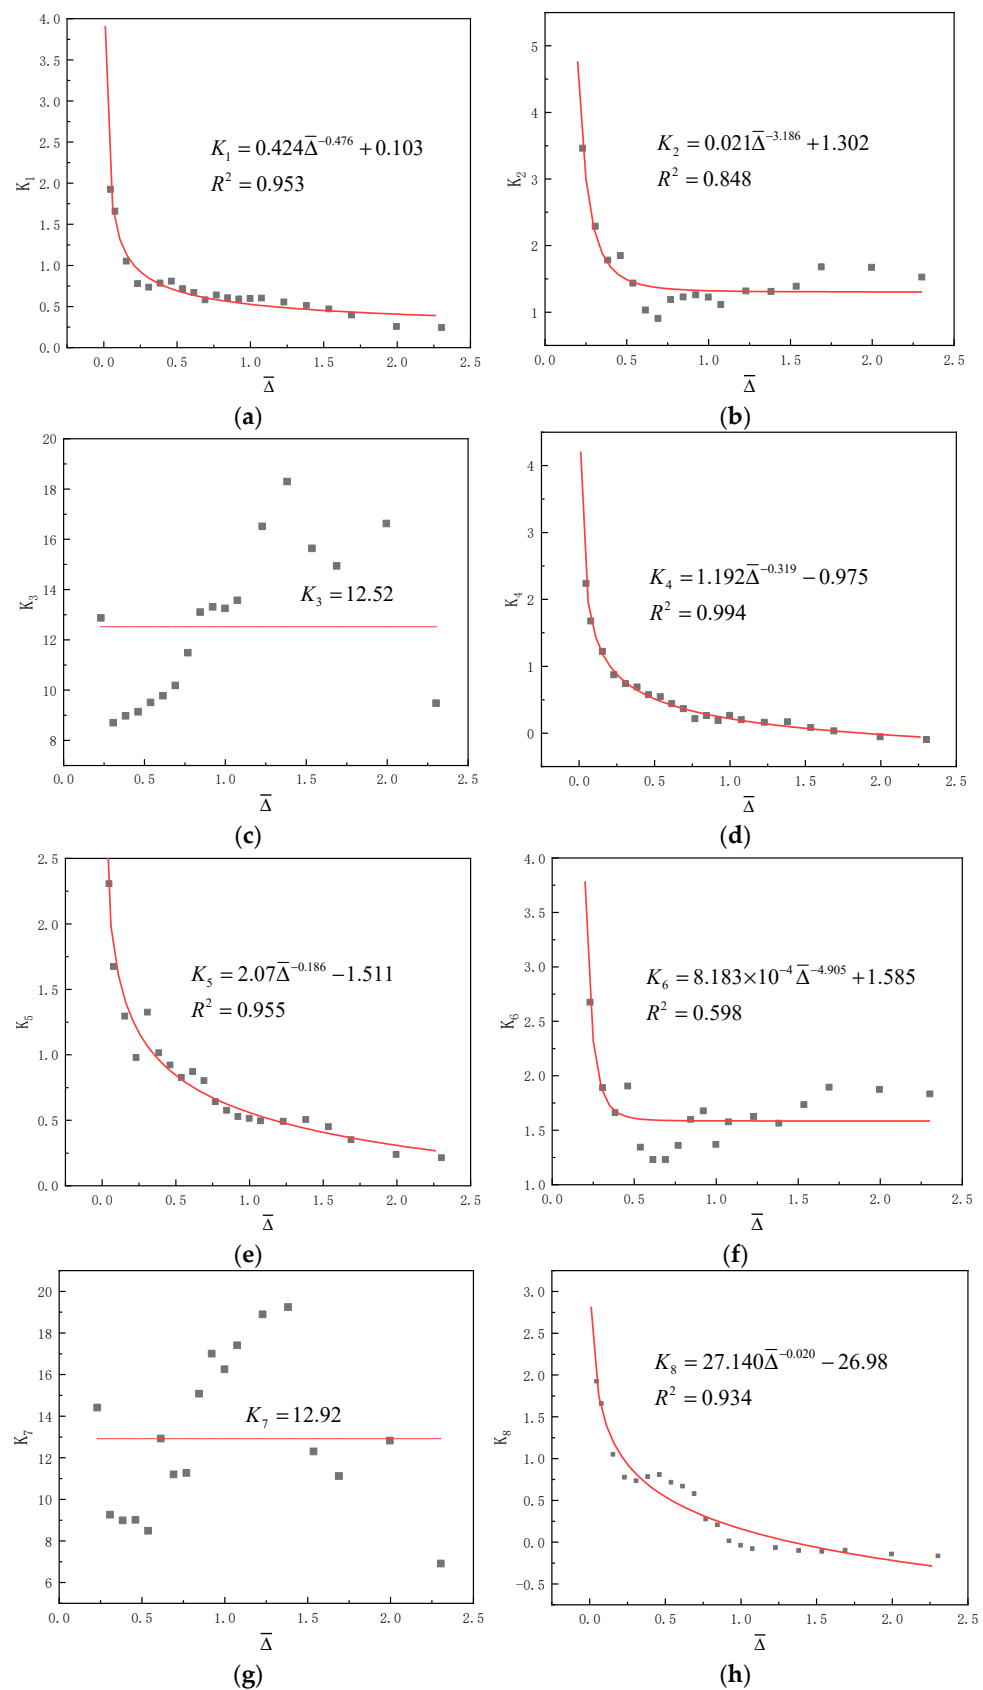 4.0
3.5
3.0
2.5
2.0
1.5
1.0
0.5
0.0
K₁
K₁ = 0.424Δ̅⁻⁰·⁴⁷⁶ + 0.103
R² = 0.953
0.0 0.5 1.0 1.5 2.0 2.5
Δ̅
(a)
5
4
3
2
1
K₂
K₂ = 0.021Δ̅⁻³·¹⁸⁶ + 1.302
R² = 0.848
0.0 0.5 1.0 1.5 2.0 2.5
Δ̅
(b)
20
18
16
14
12
10
8
K₃
K₃ = 12.52
0.0 0.5 1.0 1.5 2.0 2.5
Δ̅
(c)
4
3
2
1
0
K₄
K₄ = 1.192Δ̅⁻⁰·³¹⁹ − 0.975
R² = 0.994
0.0 0.5 1.0 1.5 2.0 2.5
Δ̅
(d)
2.5
2.0
1.5
1.0
0.5
0.0
K₅
K₅ = 2.07Δ̅⁻⁰·¹⁸⁶ − 1.511
R² = 0.955
0.0 0.5 1.0 1.5 2.0 2.5
Δ̅
(e)
4.0
3.5
3.0
2.5
2.0
1.5
1.0
K₆
K₆ = 8.183×10⁻⁴ Δ̅⁻⁴·⁹⁰⁵ + 1.585
R² = 0.598
0.0 0.5 1.0 1.5 2.0 2.5
Δ̅
(f)
20
18
16
14
12
10
8
6
K₇
K₇ = 12.92
0.0 0.5 1.0 1.5 2.0 2.5
Δ̅
(g)
3.0
2.5
2.0
1.5
1.0
0.5
0.0
-0.5
K₈
K₈ = 27.140Δ̅⁻⁰·⁰²⁰ − 26.98
R² = 0.934
0.0 0.5 1.0 1.5 2.0 2.5
Δ̅
(h)